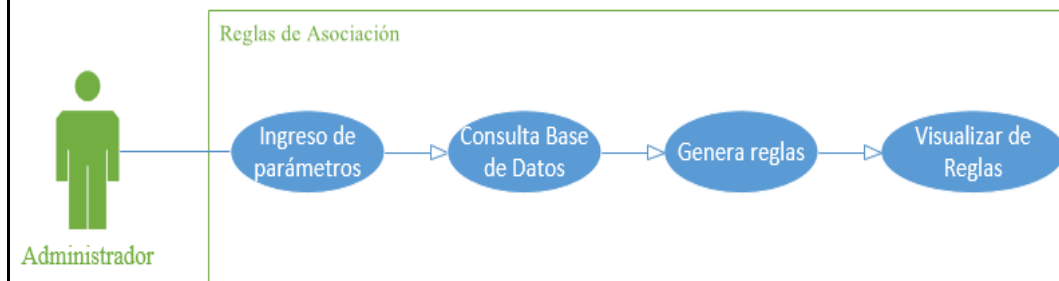 Reglas de Asociación
Ingreso de
parámetros
Consulta Base
de Datos
Genera reglas
Visualizar de
Reglas
Administrador